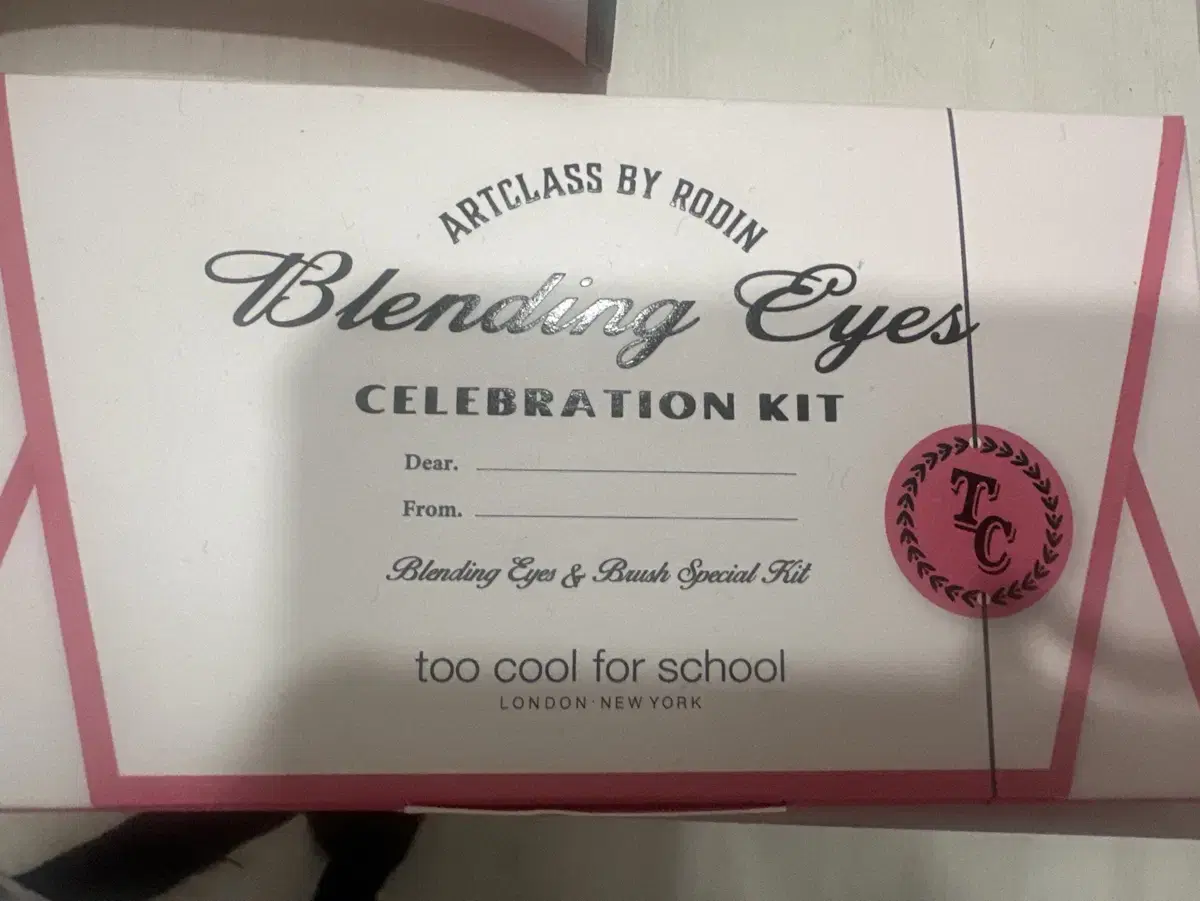 ARTCLASS BY RODIN
Blending Eyes
CELEBRATION KIT
Dear.
From.
TC
Blending Eyes & Brush Special Kit
too cool for school
LONDON·NEW YORK